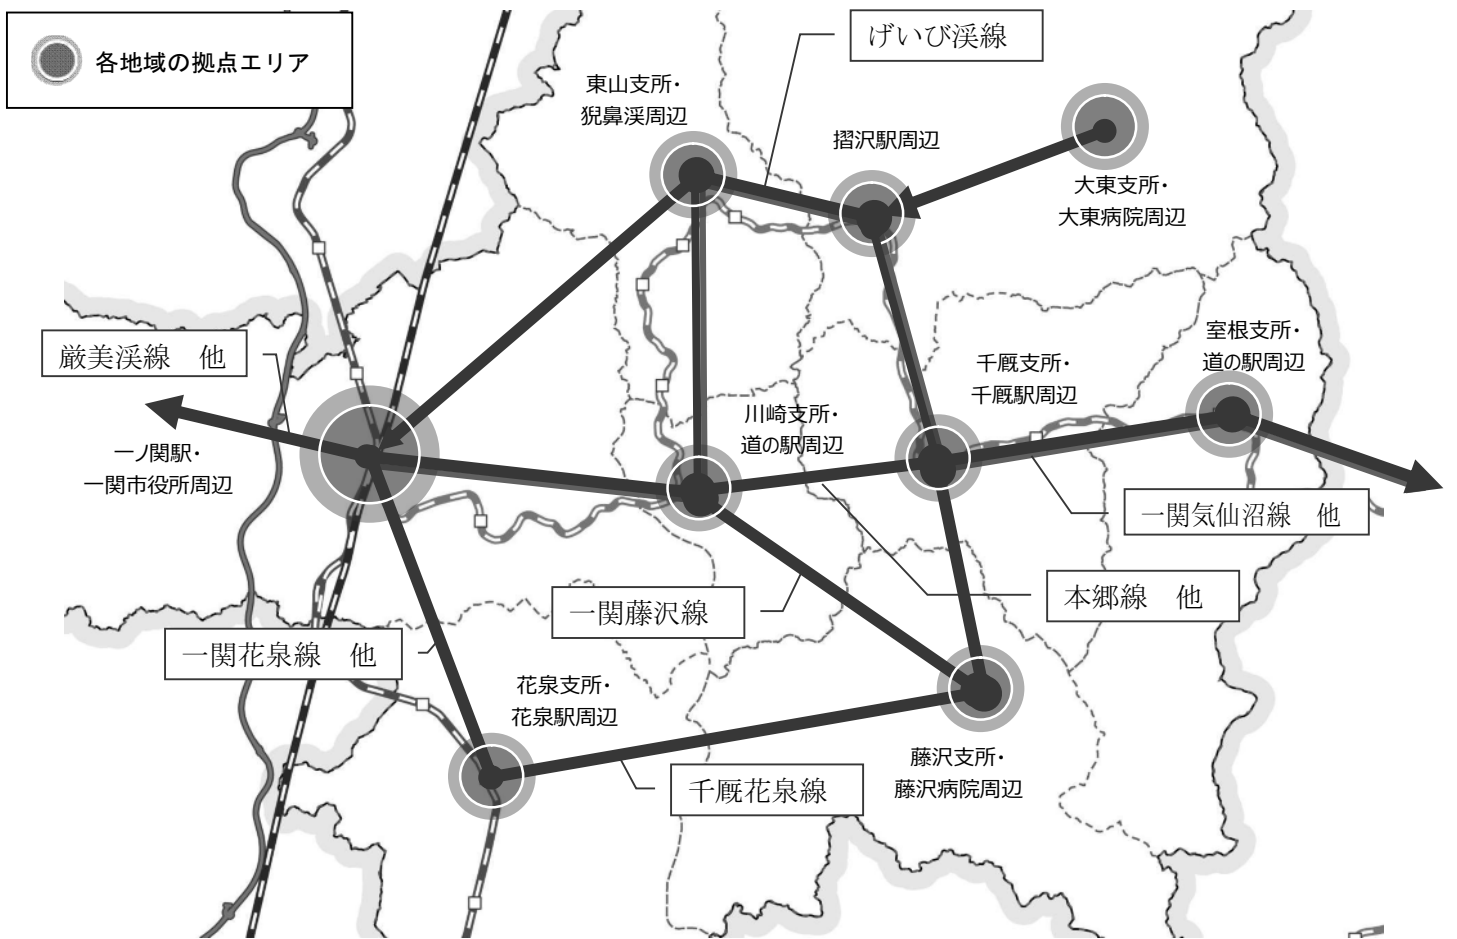 各地域の拠点エリア
げいび渓線
東山支所・
猊鼻渓周辺
摺沢駅周辺
大東支所・
大東病院周辺
厳美渓線　他
室根支所・
道の駅周辺
千厩支所・
千厩駅周辺
川崎支所・
道の駅周辺
一ノ関駅・
一関市役所周辺
一関気仙沼線　他
一関藤沢線
本郷線　他
一関花泉線　他
花泉支所・
花泉駅周辺
藤沢支所・
藤沢病院周辺
千厩花泉線